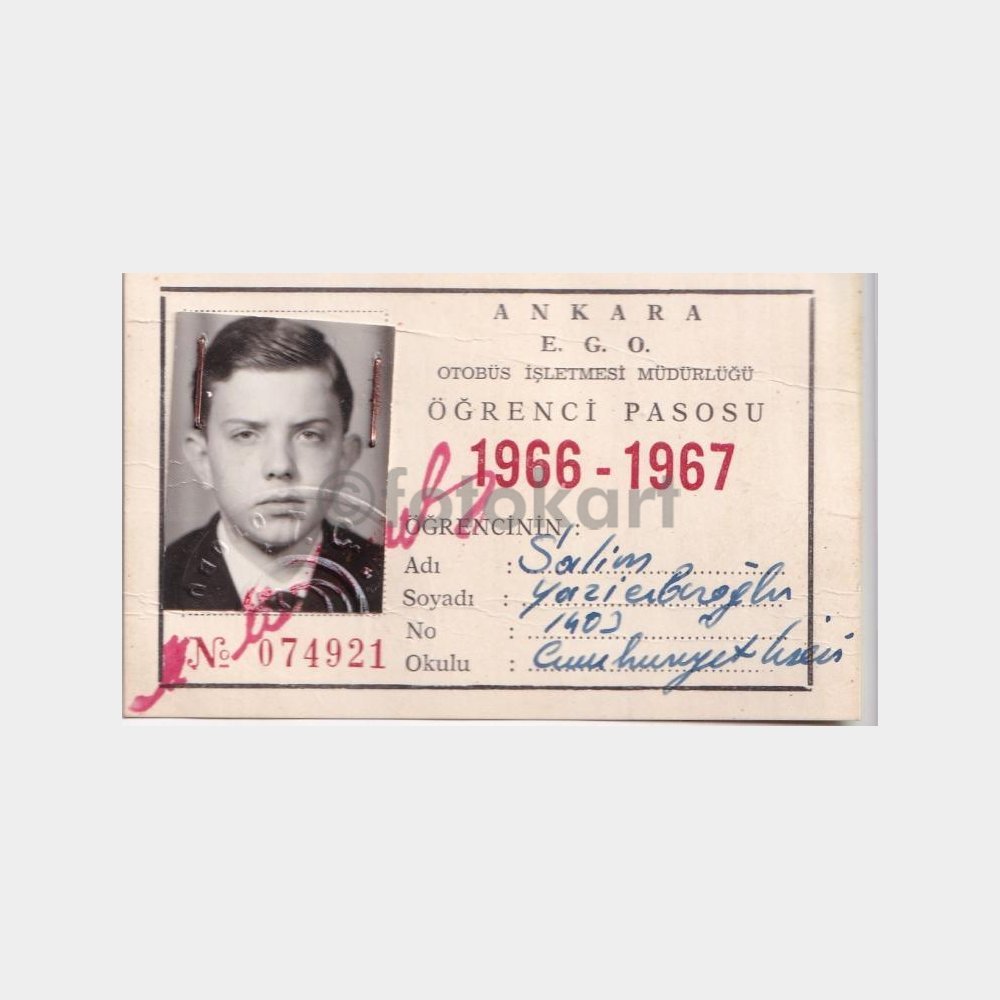 ANKARA
E. G. O.
OTOBÜS İŞLETMESİ MÜDÜRLÜĞÜ
ÖĞRENCİ PASOSU
1966 - 1967
©fotokart
ÖĞRENCİNİN :
Adı : Salim
Soyadı :
No : 1403
Okulu : Cumhuriyet Lisesi
№ 074921